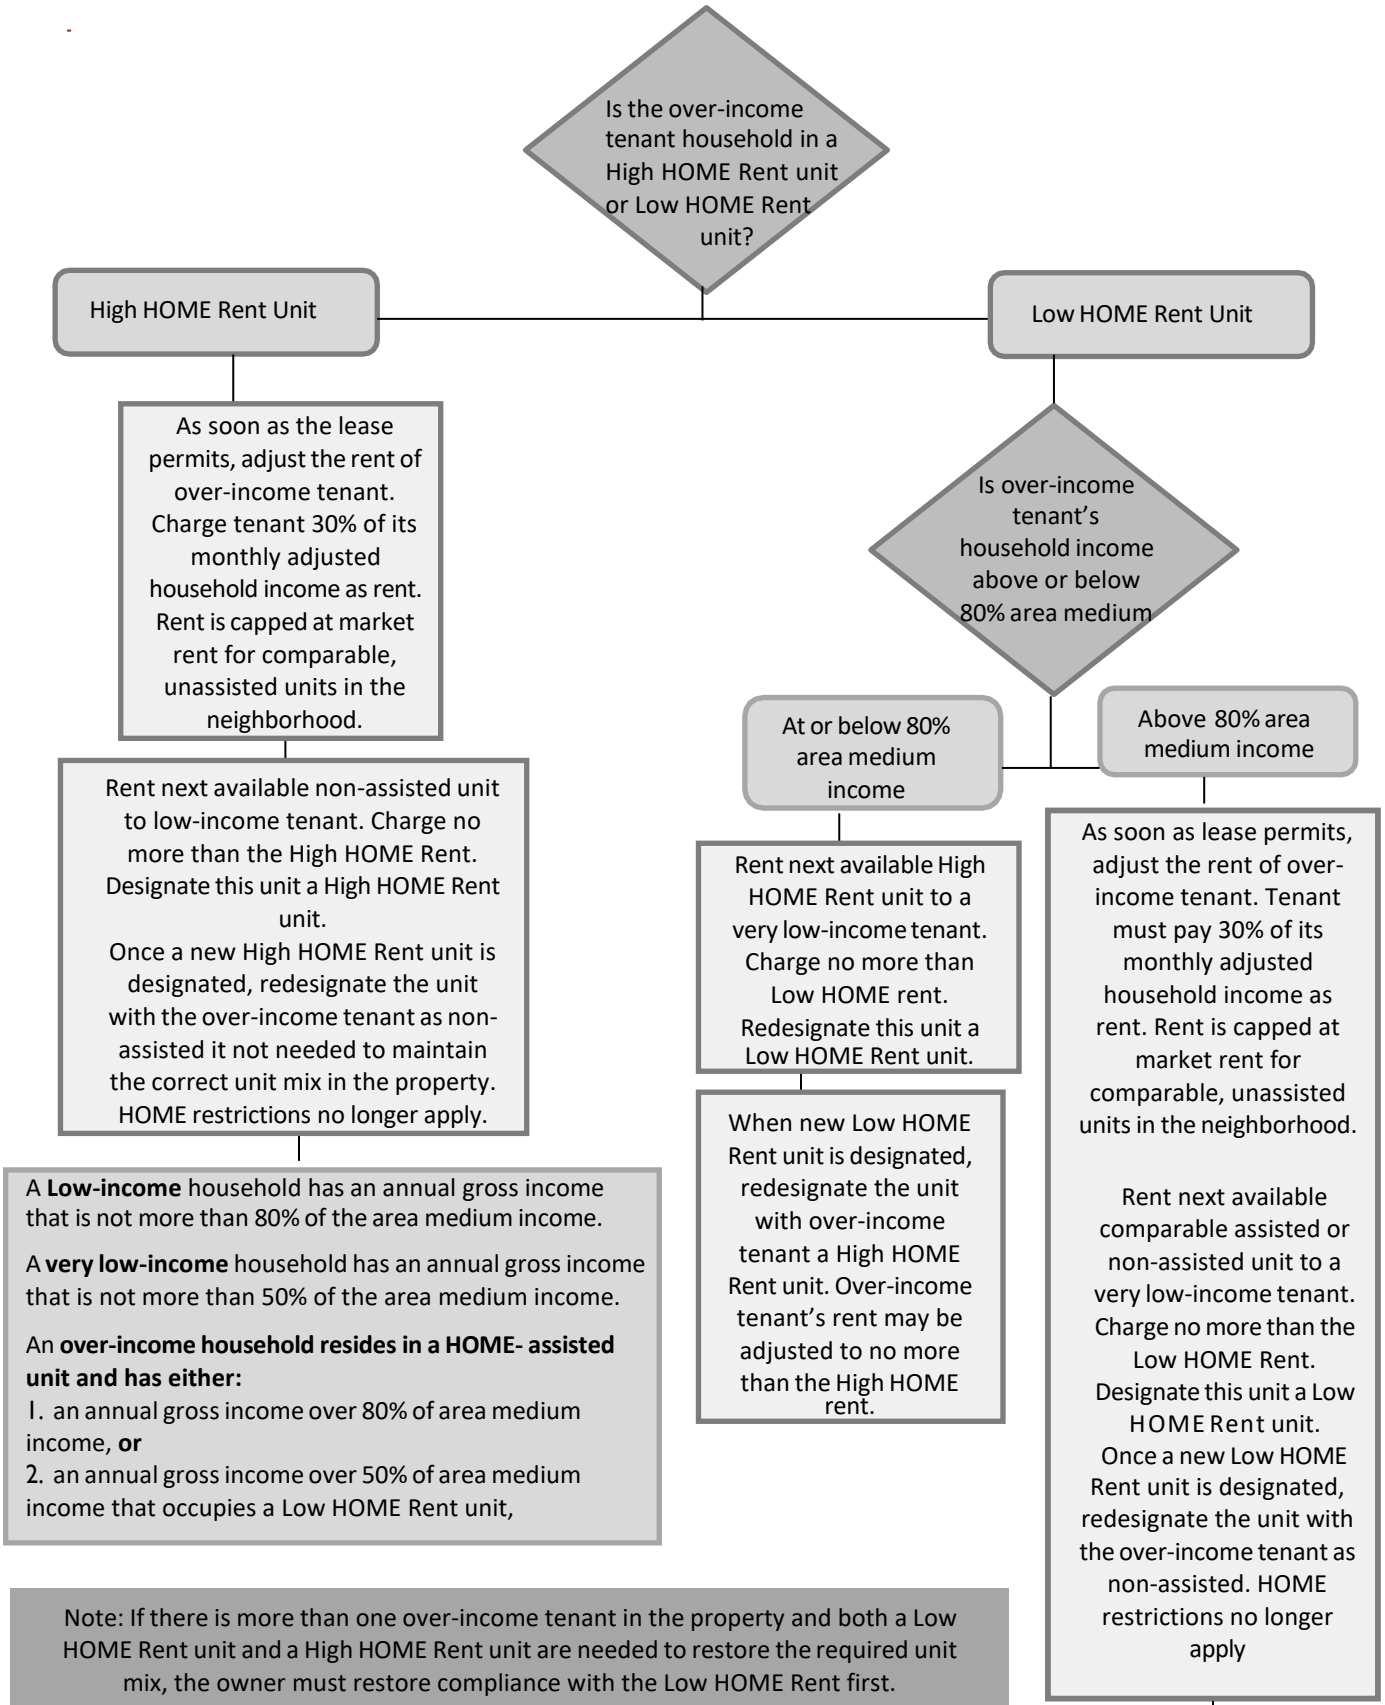 Is the over-income
tenant household in a
High HOME Rent unit
or Low HOME Rent
unit?
High HOME Rent Unit
Low HOME Rent Unit
As soon as the lease
permits, adjust the rent of
over-income tenant.
Charge tenant 30% of its
monthly adjusted
household income as rent.
Rent is capped at market
rent for comparable,
unassisted units in the
neighborhood.
Is over-income
tenant’s
household income
above or below
80% area medium
At or below 80%
area medium
income
Above 80% area
medium income
Rent next available non-assisted unit
to low-income tenant. Charge no
more than the High HOME Rent.
Designate this unit a High HOME Rent
unit.
Once a new High HOME Rent unit is
designated, redesignate the unit
with the over-income tenant as non-
assisted it not needed to maintain
the correct unit mix in the property.
HOME restrictions no longer apply.
Rent next available High
HOME Rent unit to a
very low-income tenant.
Charge no more than
Low HOME rent.
Redesignate this unit a
Low HOME Rent unit.
When new Low HOME
Rent unit is designated,
redesignate the unit
with over-income
tenant a High HOME
Rent unit. Over-income
tenant’s rent may be
adjusted to no more
than the High HOME
rent.
As soon as lease permits,
adjust the rent of over-
income tenant. Tenant
must pay 30% of its
monthly adjusted
household income as
rent. Rent is capped at
market rent for
comparable, unassisted
units in the neighborhood.
Rent next available
comparable assisted or
non-assisted unit to a
very low-income tenant.
Charge no more than the
Low HOME Rent.
Designate this unit a Low
HOME Rent unit.
Once a new Low HOME
Rent unit is designated,
redesignate the unit with
the over-income tenant as
non-assisted. HOME
restrictions no longer
apply
A Low-income household has an annual gross income
that is not more than 80% of the area medium income.
A very low-income household has an annual gross income
that is not more than 50% of the area medium income.
An over-income household resides in a HOME- assisted
unit and has either:
1. an annual gross income over 80% of area medium
income, or
2. an annual gross income over 50% of area medium
income that occupies a Low HOME Rent unit,
Note: If there is more than one over-income tenant in the property and both a Low
HOME Rent unit and a High HOME Rent unit are needed to restore the required unit
mix, the owner must restore compliance with the Low HOME Rent first.